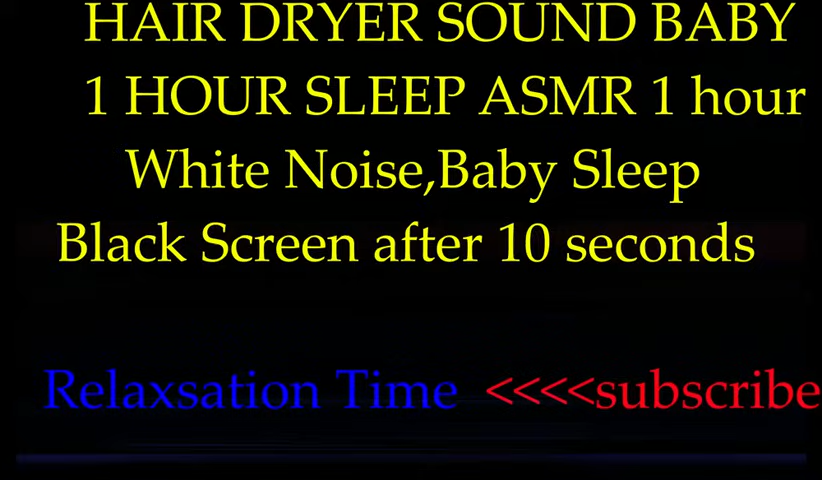 HAIR DRYER SOUND BABY
1 HOUR SLEEP ASMR 1 hour
White Noise,Baby Sleep
Black Screen after 10 seconds
Relaxsation Time <<<<subscribe